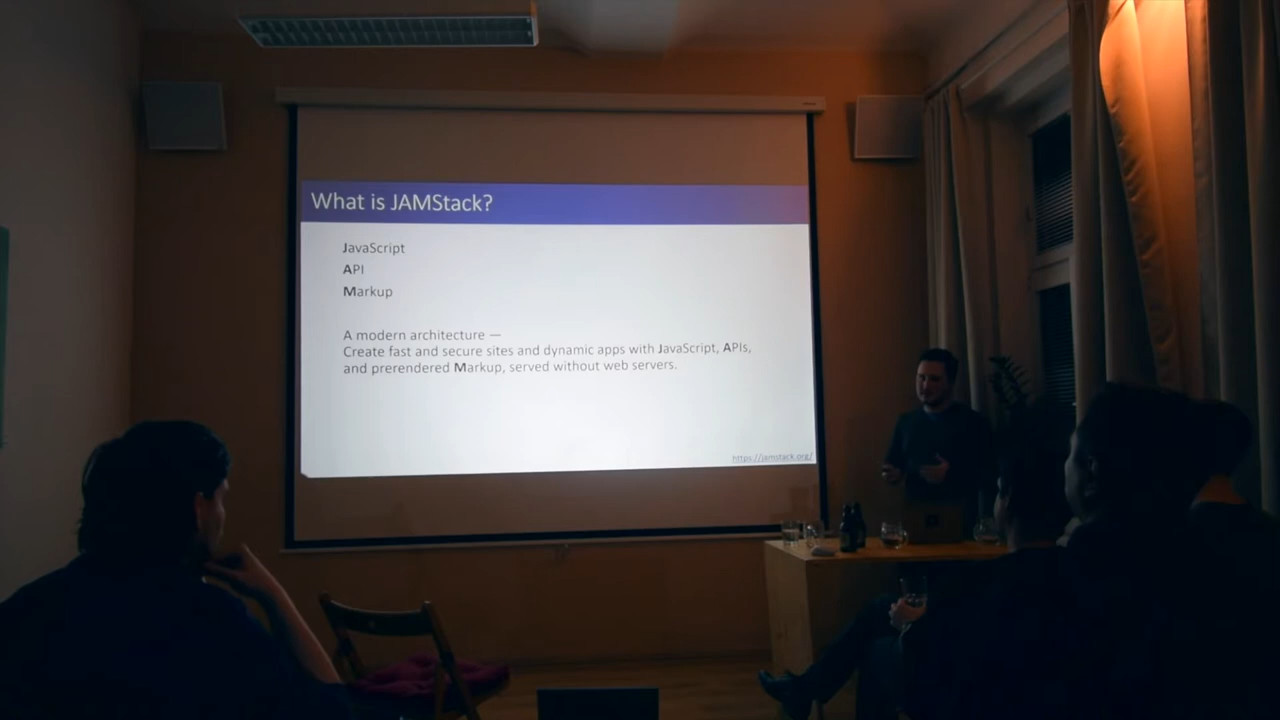 What is JAMStack?
JavaScript
API
Markup
A modern architecture —
Create fast and secure sites and dynamic apps with JavaScript, APIs,
and prerendered Markup, served without web servers.
https://jamstack.org/